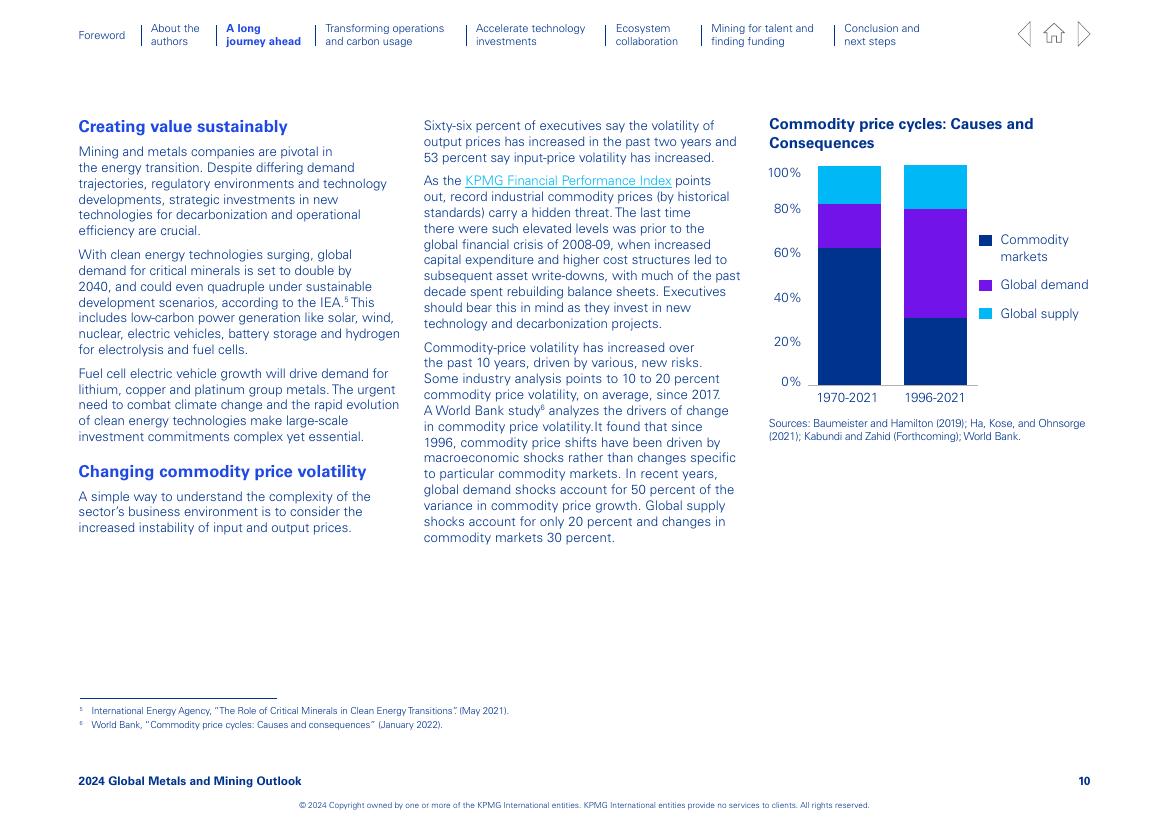 Foreword
About the
authors
A long
journey ahead
Transforming operations
and carbon usage
Accelerate technology
investments
Ecosystem
collaboration
Mining for talent and
finding funding
Conclusion and
next steps
Creating value sustainably
Mining and metals companies are pivotal in
the energy transition. Despite differing demand
trajectories, regulatory environments and technology
developments, strategic investments in new
technologies for decarbonization and operational
efficiency are crucial.
With clean energy technologies surging, global
demand for critical minerals is set to double by
2040, and could even quadruple under sustainable
development scenarios, according to the IEA.⁵ This
includes low-carbon power generation like solar, wind,
nuclear, electric vehicles, battery storage and hydrogen
for electrolysis and fuel cells.
Fuel cell electric vehicle growth will drive demand for
lithium, copper and platinum group metals. The urgent
need to combat climate change and the rapid evolution
of clean energy technologies make large-scale
investment commitments complex yet essential.
Changing commodity price volatility
A simple way to understand the complexity of the
sector’s business environment is to consider the
increased instability of input and output prices.
Sixty-six percent of executives say the volatility of
output prices has increased in the past two years and
53 percent say input-price volatility has increased.
As the KPMG Financial Performance Index points
out, record industrial commodity prices (by historical
standards) carry a hidden threat. The last time
there were such elevated levels was prior to the
global financial crisis of 2008-09, when increased
capital expenditure and higher cost structures led to
subsequent asset write-downs, with much of the past
decade spent rebuilding balance sheets. Executives
should bear this in mind as they invest in new
technology and decarbonization projects.
Commodity-price volatility has increased over
the past 10 years, driven by various, new risks.
Some industry analysis points to 10 to 20 percent
commodity price volatility, on average, since 2017.
A World Bank study⁶ analyzes the drivers of change
in commodity price volatility.It found that since
1996, commodity price shifts have been driven by
macroeconomic shocks rather than changes specific
to particular commodity markets. In recent years,
global demand shocks account for 50 percent of the
variance in commodity price growth. Global supply
shocks account for only 20 percent and changes in
commodity markets 30 percent.
Commodity price cycles: Causes and
Consequences
100%
80%
60%
40%
20%
0%
1970-2021
1996-2021
Commodity
markets
Global demand
Global supply
Sources: Baumeister and Hamilton (2019); Ha, Kose, and Ohnsorge
(2021); Kabundi and Zahid (Forthcoming); World Bank.
⁵ International Energy Agency, “The Role of Critical Minerals in Clean Energy Transitions”. (May 2021).
⁶ World Bank, “Commodity price cycles: Causes and consequences” (January 2022).
2024 Global Metals and Mining Outlook
10
© 2024 Copyright owned by one or more of the KPMG International entities. KPMG International entities provide no services to clients. All rights reserved.